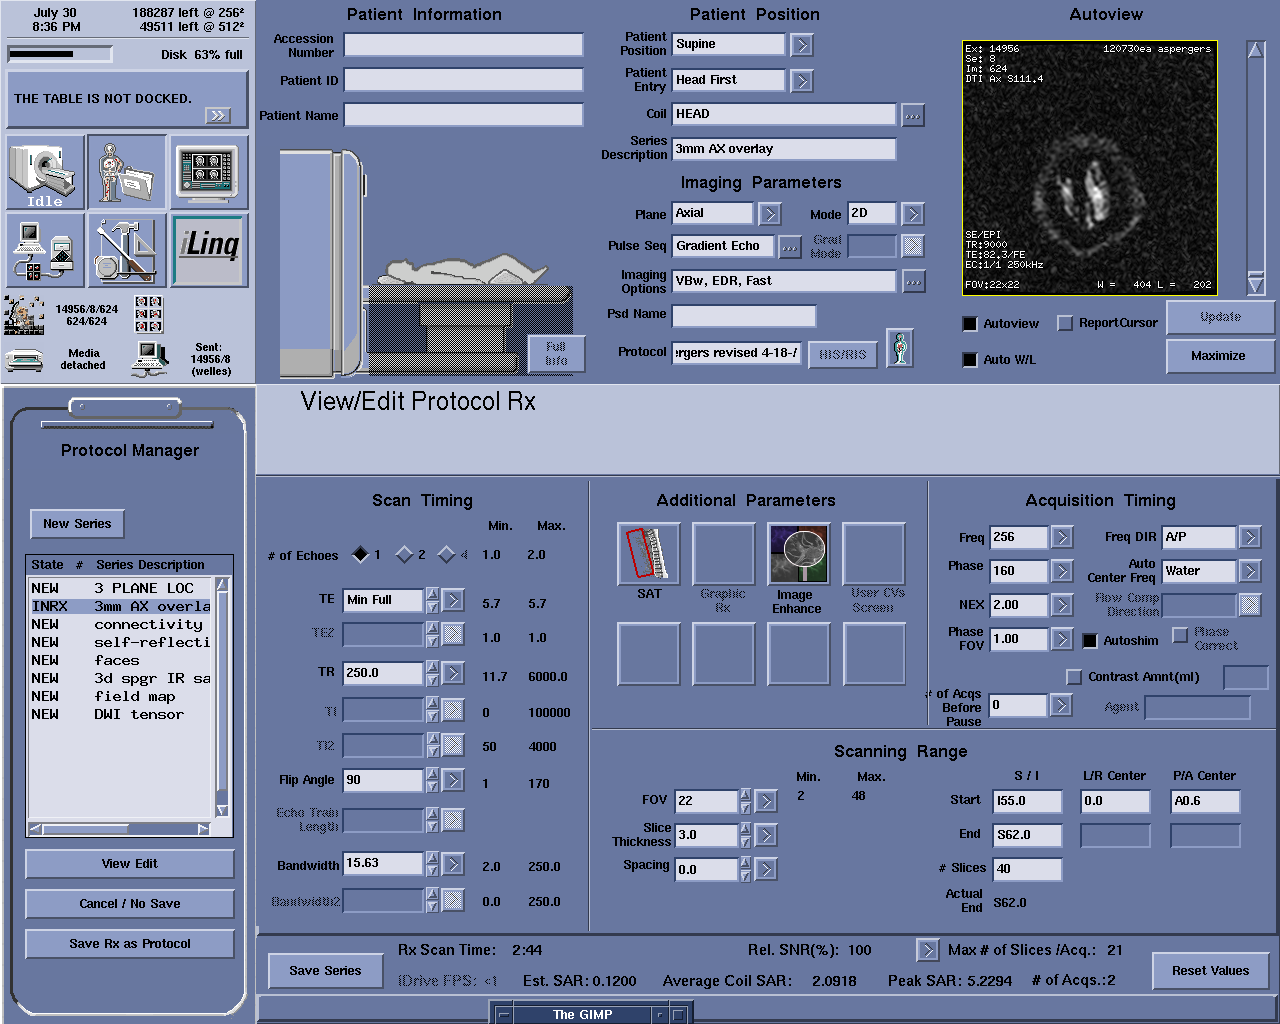 July 30
8:36 PM
188287 left @ 256²
49511 left @ 512²
Disk 63% full
THE TABLE IS NOT DOCKED.
>>
Idle
iLinq
14956/8/624
624/624
Media
detached
Sent:
14956/8
(welles)
Patient Information
Accession
Number
Patient ID
Patient Name
Full
Info
Patient Position
Patient
Position
Supine
Patient
Entry
Head First
Coil
HEAD
...
Series
Description
3mm AX overlay
Imaging Parameters
Plane
Axial
Mode
2D
Pulse Seq
Gradient Echo
...
Grad
Mode
Imaging
Options
VBw, EDR, Fast
...
Psd Name
Protocol
ergers revised 4-18-/
HIS/RIS
Autoview
Ex: 14956
120730ea aspergers
Se: 8
Im: 624
DTI Ax S111.4
SE/EPI
TR:9000
TE:82.3/FE
EC:1/1 250kHz
FOV:22x22
W = 404 L = 202
Autoview
ReportCursor
Update
Auto W/L
Maximize
View/Edit Protocol Rx
Protocol Manager
New Series
State # Series Description
NEW 3 PLANE LOC
INRX 3mm AX overla
NEW connectivity
NEW self-reflecti
NEW faces
NEW 3d spgr IR sa
NEW field map
NEW DWI tensor
View Edit
Cancel / No Save
Save Rx as Protocol
Scan Timing
Min. Max.
# of Echoes 1 2 4 1.0 2.0
TE Min Full 5.7 5.7
TE2 1.0 1.0
TR 250.0 11.7 6000.0
TI 0 100000
TI2 50 4000
Flip Angle 90 1 170
Echo Train
Length
Bandwidth 15.63 2.0 250.0
Bandwidth2 0.0 250.0
Additional Parameters
SAT
Graphic
Rx
Image
Enhance
User CVs
Screen
Acquisition Timing
Freq 256
Freq DIR A/P
Phase 160
Auto
Center Freq
Water
NEX 2.00
Flow Comp
Direction
Phase
FOV
1.00
Autoshim
Phase
Correct
Contrast Amnt(ml)
# of Acqs
Before
Pause
0
Agent
Scanning Range
Min. Max.
FOV 22 2 48
Slice
Thickness
3.0
Spacing 0.0
S / I L/R Center P/A Center
Start I55.0 0.0 A0.6
End S62.0
# Slices 40
Actual
End
S62.0
Save Series
Rx Scan Time: 2:44
Rel. SNR(%): 100
Max # of Slices /Acq.: 21
iDrive FPS: <1
Est. SAR: 0.1200
Average Coil SAR: 2.0918
Peak SAR: 5.2294
# of Acqs.:2
Reset Values
The GIMP